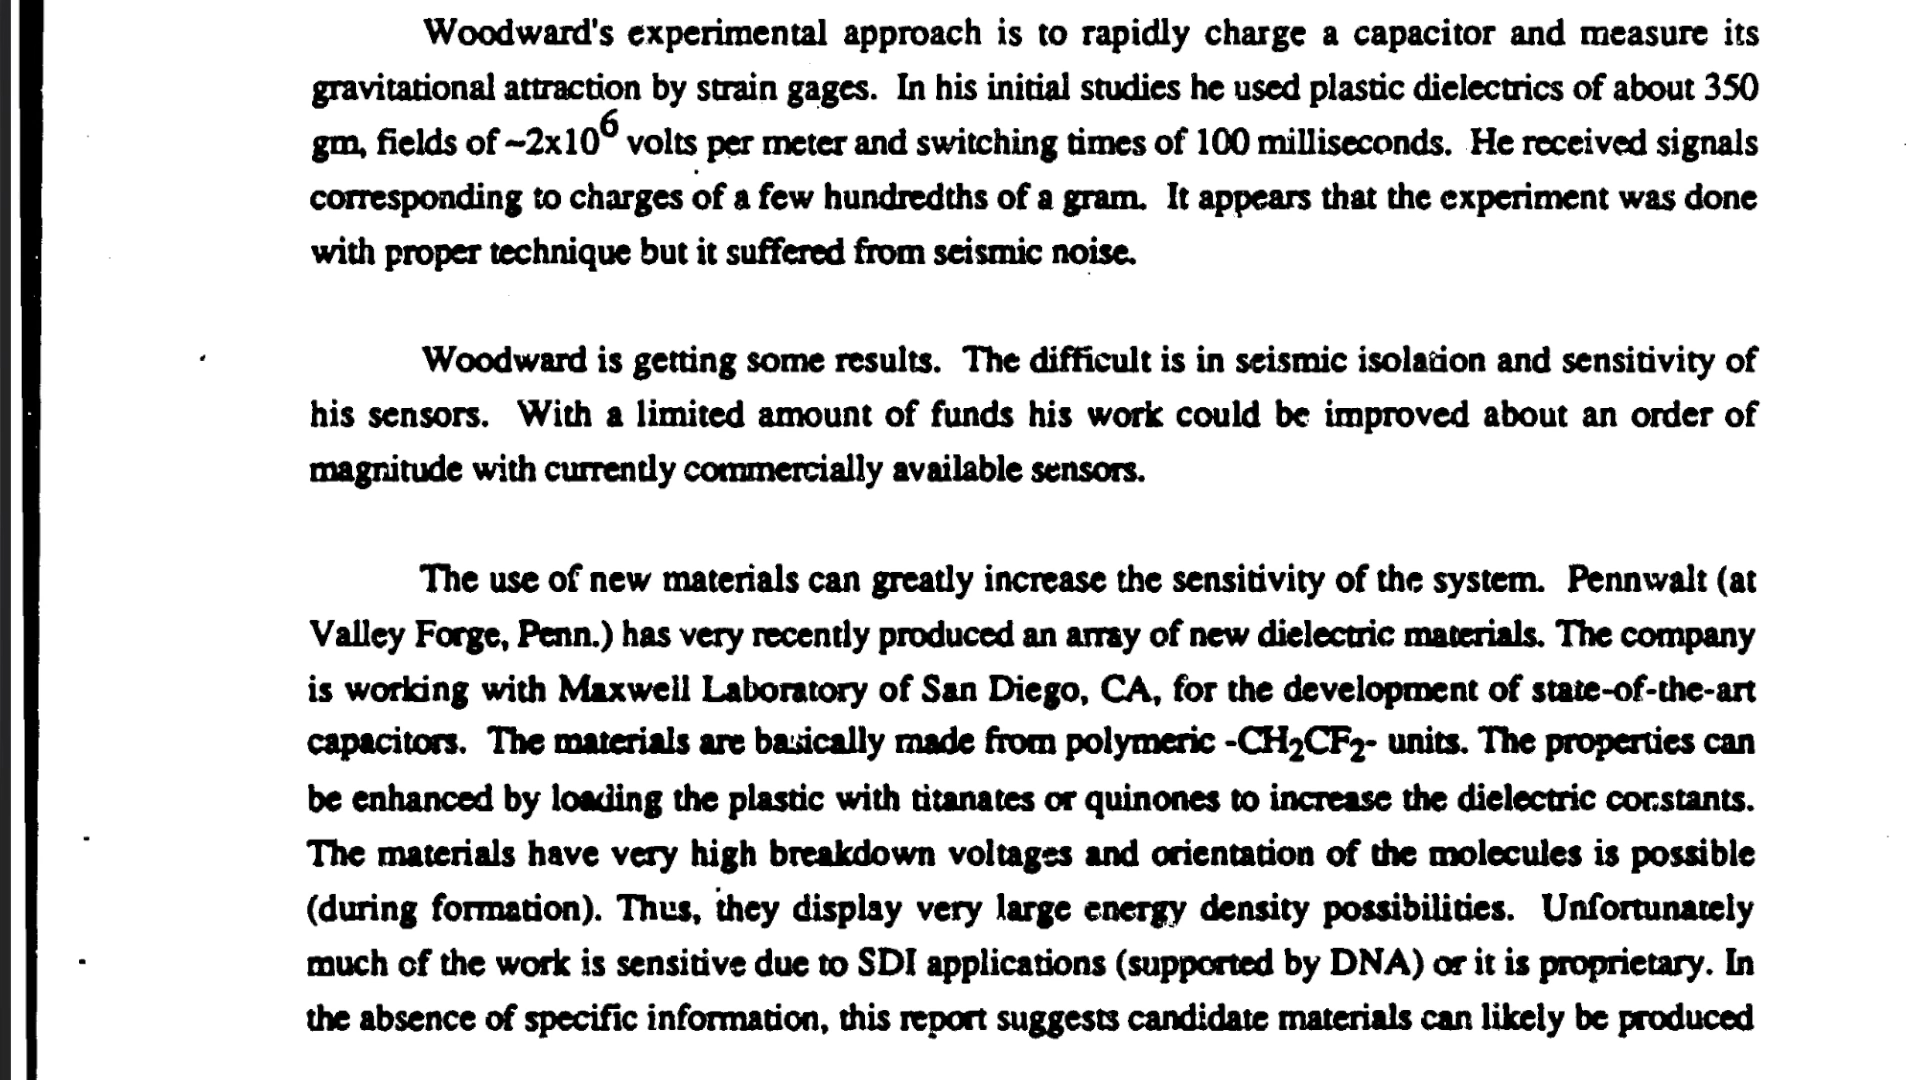 Woodward's experimental approach is to rapidly charge a capacitor and measure its
gravitational attraction by strain gages. In his initial studies he used plastic dielectrics of about 350
gm, fields of ~2x10⁶ volts per meter and switching times of 100 milliseconds. He received signals
corresponding to charges of a few hundredths of a gram. It appears that the experiment was done
with proper technique but it suffered from seismic noise.
Woodward is getting some results. The difficult is in seismic isolation and sensitivity of
his sensors. With a limited amount of funds his work could be improved about an order of
magnitude with currently commercially available sensors.
The use of new materials can greatly increase the sensitivity of the system. Pennwalt (at
Valley Forge, Penn.) has very recently produced an array of new dielectric materials. The company
is working with Maxwell Laboratory of San Diego, CA, for the development of state-of-the-art
capacitors. The materials are basically made from polymeric -CH₂CF₂- units. The properties can
be enhanced by loading the plastic with titanates or quinones to increase the dielectric constants.
The materials have very high breakdown voltages and orientation of the molecules is possible
(during formation). Thus, they display very large energy density possibilities. Unfortunately
much of the work is sensitive due to SDI applications (supported by DNA) or it is proprietary. In
the absence of specific information, this report suggests candidate materials can likely be produced